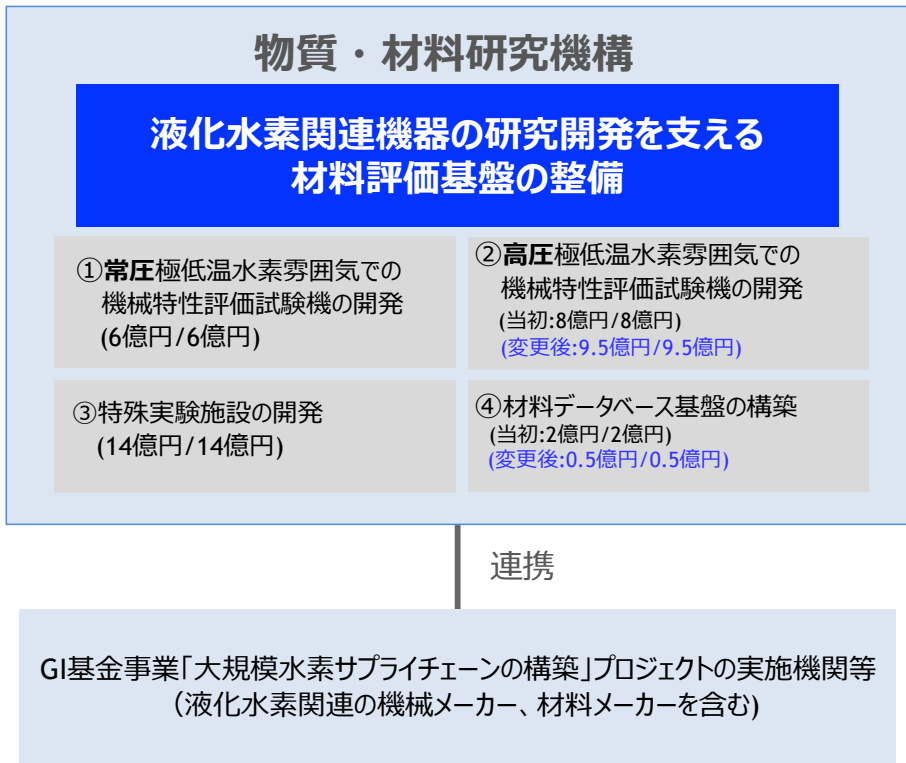 物質・材料研究機構
液化水素関連機器の研究開発を支える
材料評価基盤の整備
①常圧極低温水素雰囲気での
機械特性評価試験機の開発
(6億円/6億円)
②高圧極低温水素雰囲気での
機械特性評価試験機の開発
(当初:8億円/8億円)
(変更後:9.5億円/9.5億円)
③特殊実験施設の開発
(14億円/14億円)
④材料データベース基盤の構築
(当初:2億円/2億円)
(変更後:0.5億円/0.5億円)
連携
GI基金事業「大規模水素サプライチェーンの構築」プロジェクトの実施機関等
（液化水素関連の機械メーカー、材料メーカーを含む)